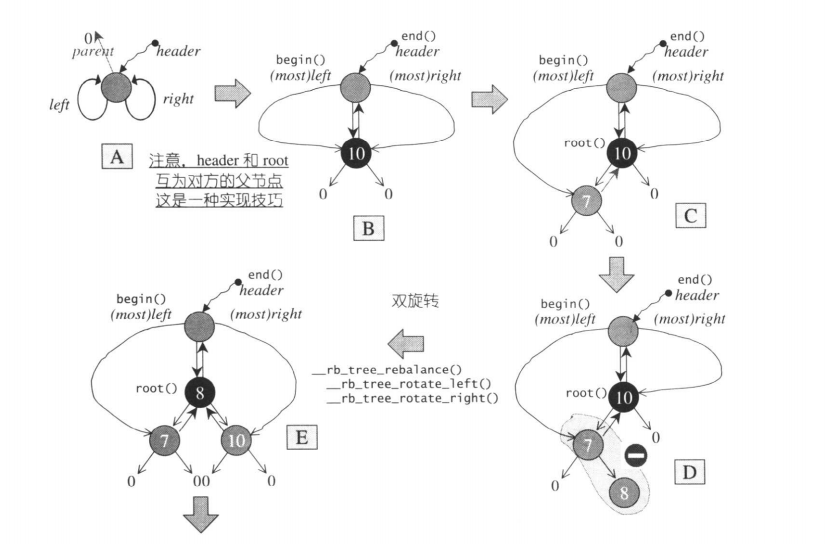 0
parent
header
left
right
A
注意，header 和 root
互为对方的父节点
这是一种实现技巧
end()
header
begin()
(most)left
(most)right
10
0
0
B
end()
header
begin()
(most)left
(most)right
root()
10
0
7
0
0
C
end()
header
begin()
(most)left
(most)right
root()
10
0
7
0
8
D
双旋转
__rb_tree_rebalance()
__rb_tree_rotate_left()
__rb_tree_rotate_right()
end()
header
begin()
(most)left
(most)right
root()
8
7
10
0
00
0
E